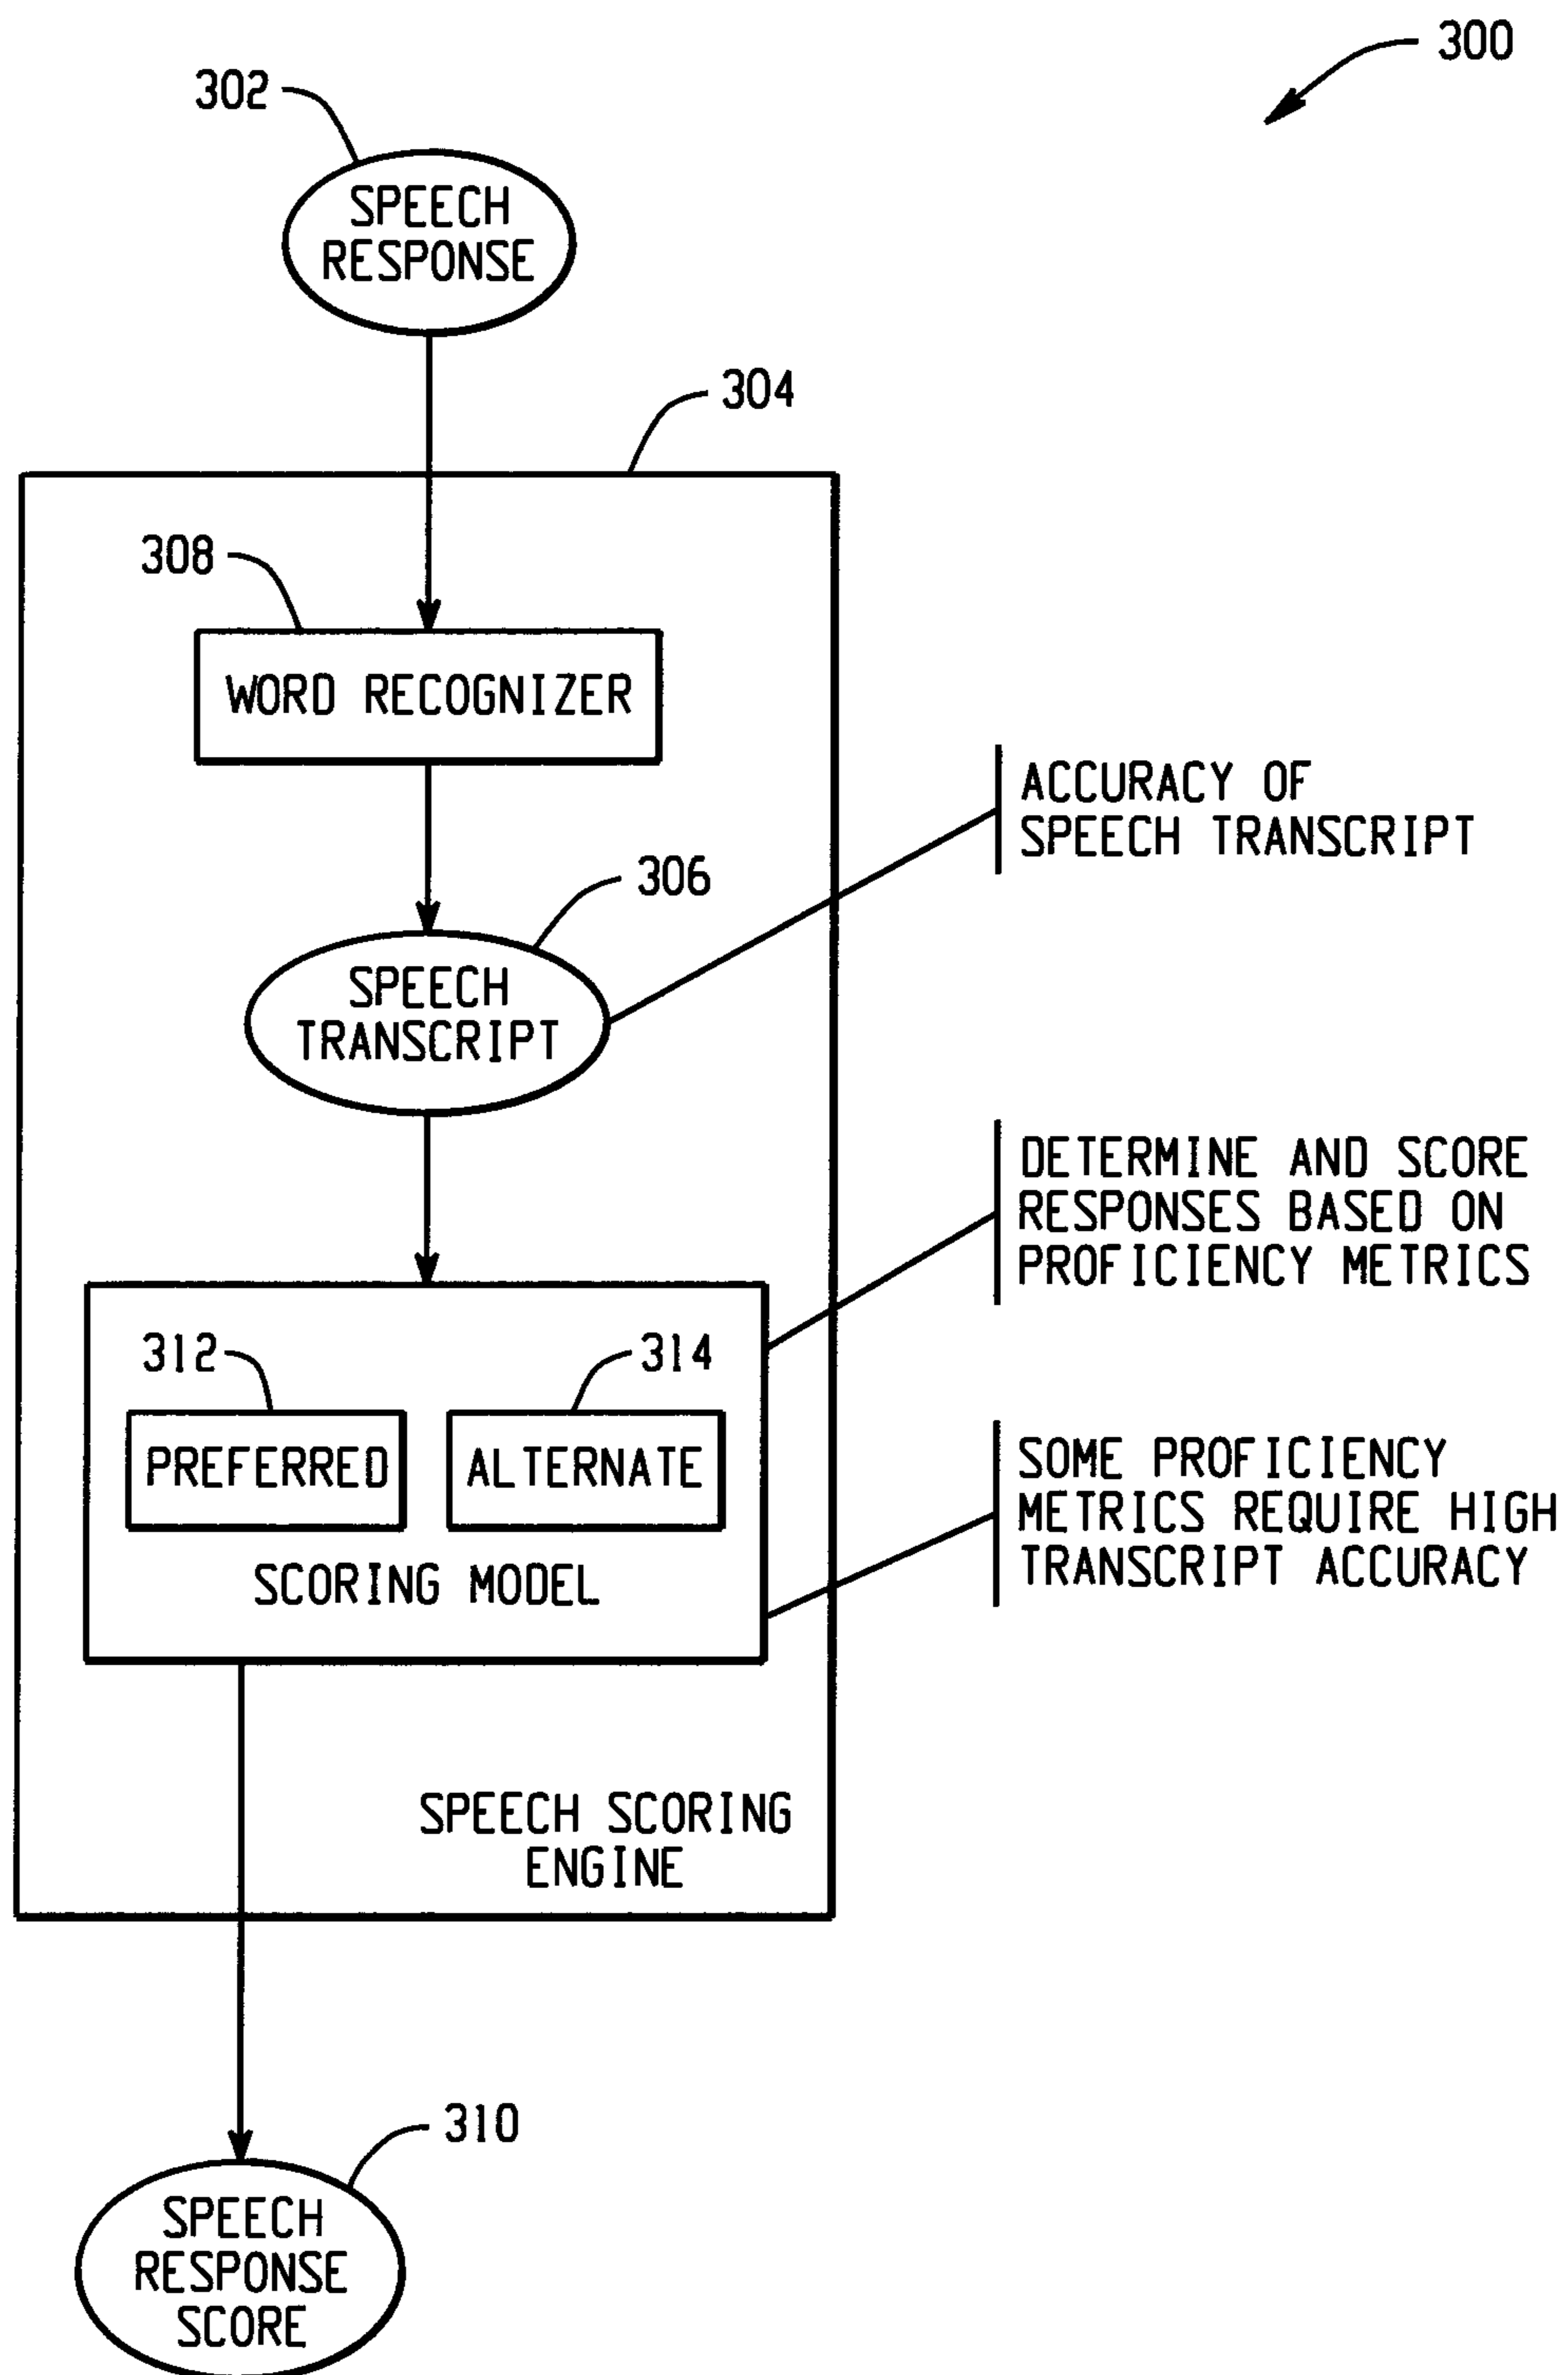 300
302
SPEECH
RESPONSE
304
308
WORD RECOGNIZER
ACCURACY OF
SPEECH TRANSCRIPT
306
SPEECH
TRANSCRIPT
DETERMINE AND SCORE
RESPONSES BASED ON
PROFICIENCY METRICS
312
314
PREFERRED
ALTERNATE
SCORING MODEL
SOME PROFICIENCY
METRICS REQUIRE HIGH
TRANSCRIPT ACCURACY
SPEECH SCORING
ENGINE
310
SPEECH
RESPONSE
SCORE